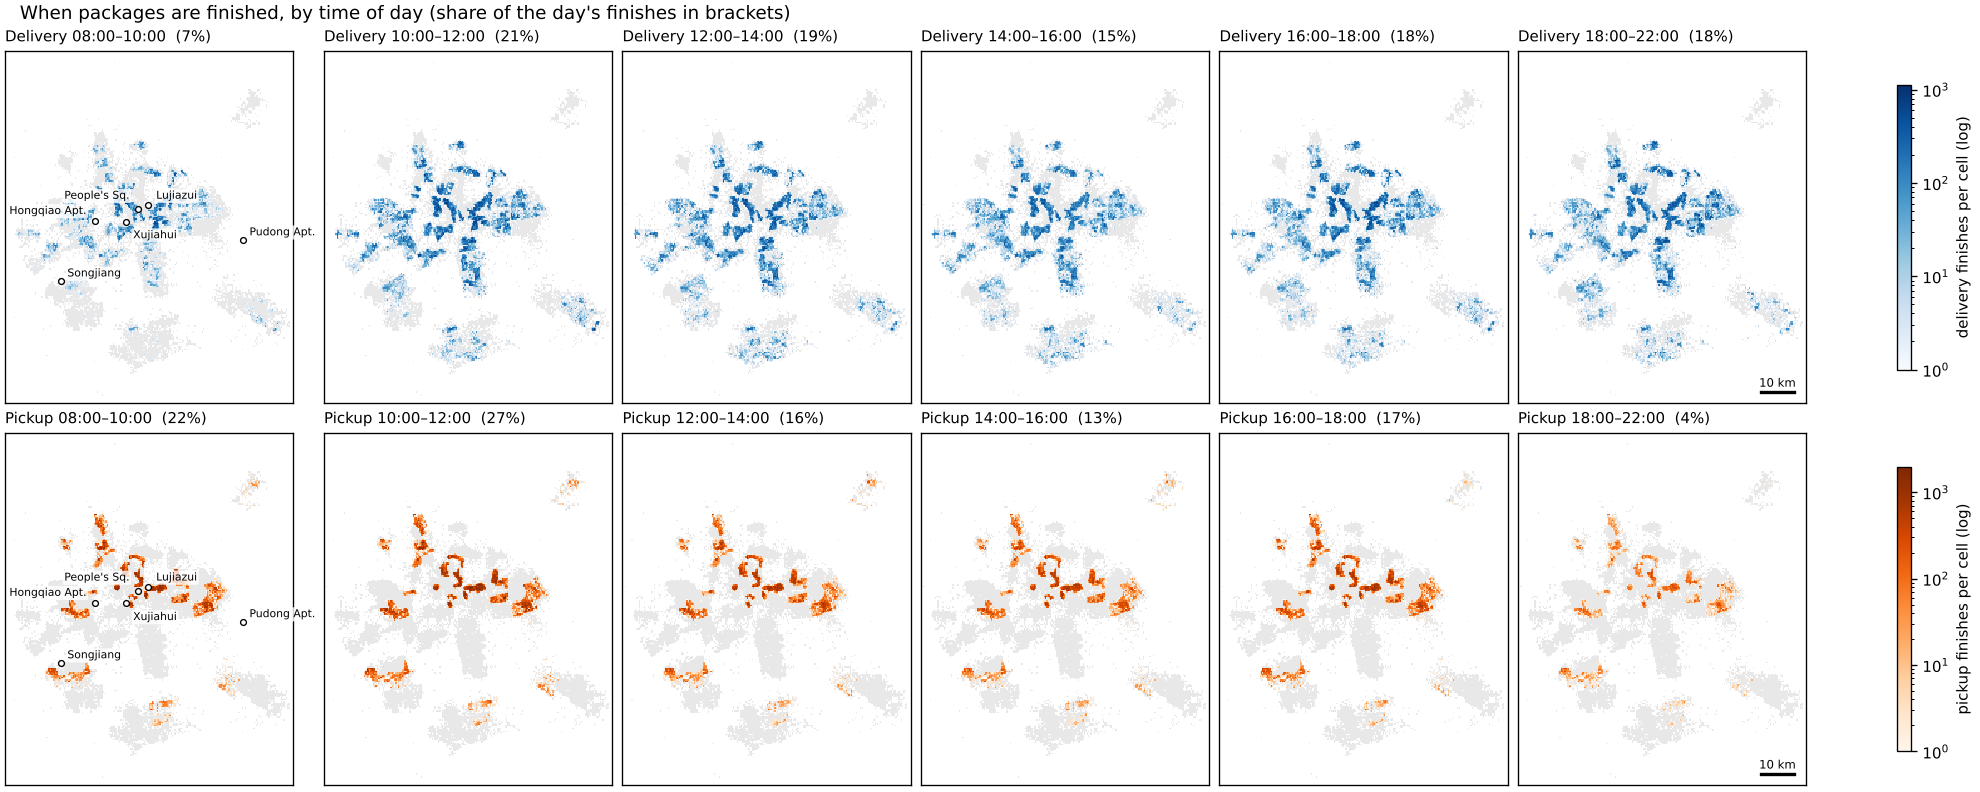 When packages are finished, by time of day (share of the day's finishes in brackets)
Delivery 08:00–10:00 (7%)
Delivery 10:00–12:00 (21%)
Delivery 12:00–14:00 (19%)
Delivery 14:00–16:00 (15%)
Delivery 16:00–18:00 (18%)
Delivery 18:00–22:00 (18%)
People's Sq.
Lujiazui
Hongqiao Apt.
Xujiahui
Pudong Apt.
Songjiang
10 km
10³
10²
10¹
10⁰
delivery finishes per cell (log)
Pickup 08:00–10:00 (22%)
Pickup 10:00–12:00 (27%)
Pickup 12:00–14:00 (16%)
Pickup 14:00–16:00 (13%)
Pickup 16:00–18:00 (17%)
Pickup 18:00–22:00 (4%)
People's Sq.
Lujiazui
Hongqiao Apt.
Xujiahui
Pudong Apt.
Songjiang
10 km
10³
10²
10¹
10⁰
pickup finishes per cell (log)